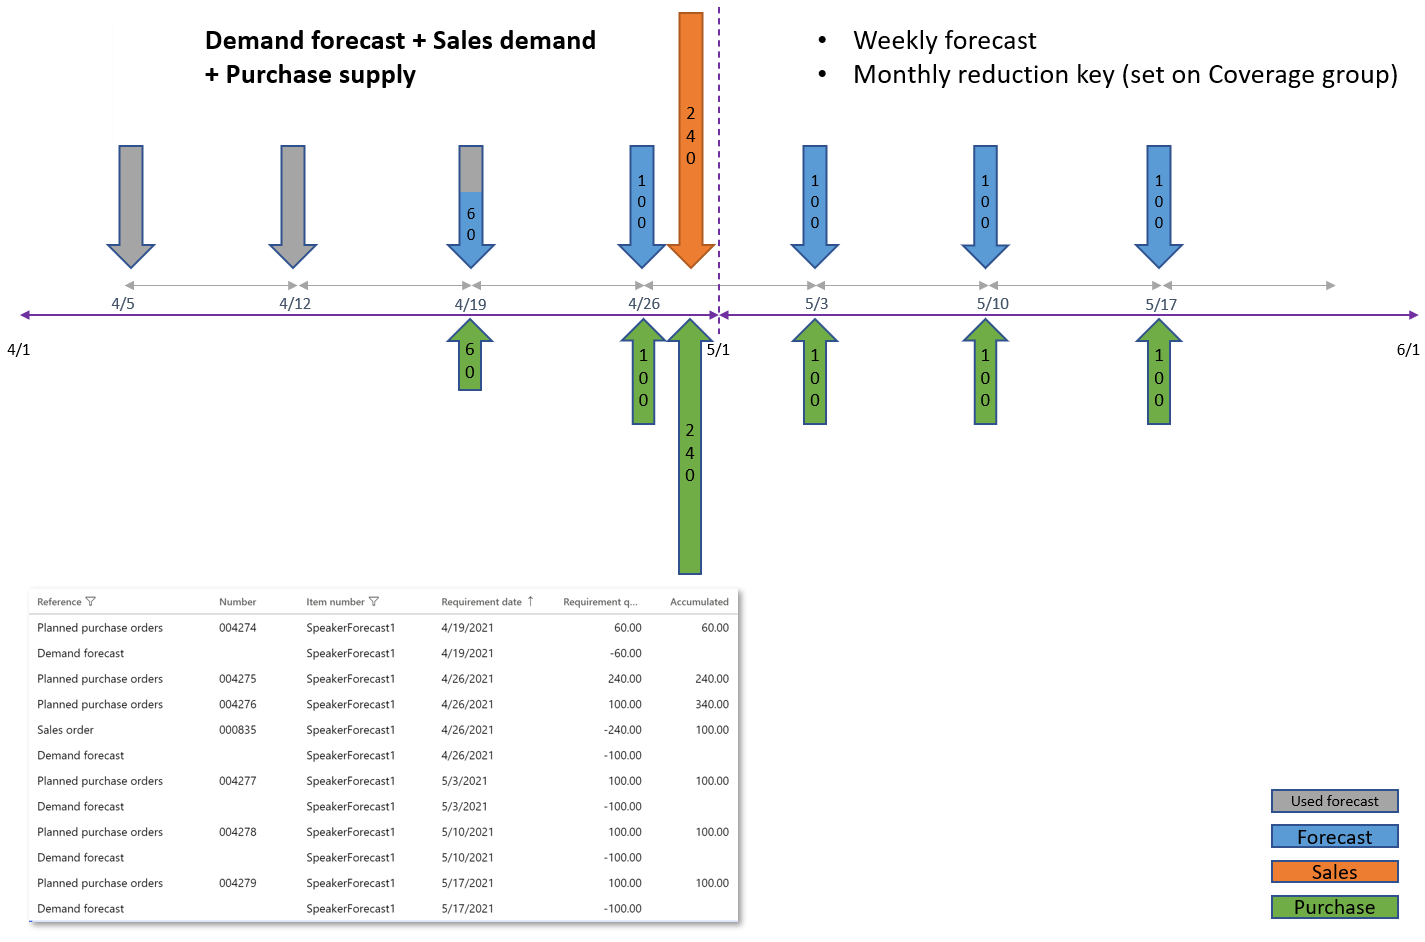 Demand forecast + Sales demand
+ Purchase supply
• Weekly forecast
• Monthly reduction key (set on Coverage group)
240
60
100
100
100
100
4/5
4/12
4/19
4/26
5/3
5/10
5/17
4/1
5/1
6/1
60
100
240
100
100
100
Reference Number Item number Requirement date ↑ Requirement q... Accumulated
Planned purchase orders 004274 SpeakerForecast1 4/19/2021 60.00 60.00
Demand forecast SpeakerForecast1 4/19/2021 -60.00
Planned purchase orders 004275 SpeakerForecast1 4/26/2021 240.00 240.00
Planned purchase orders 004276 SpeakerForecast1 4/26/2021 100.00 340.00
Sales order 000835 SpeakerForecast1 4/26/2021 -240.00 100.00
Demand forecast SpeakerForecast1 4/26/2021 -100.00
Planned purchase orders 004277 SpeakerForecast1 5/3/2021 100.00 100.00
Demand forecast SpeakerForecast1 5/3/2021 -100.00
Planned purchase orders 004278 SpeakerForecast1 5/10/2021 100.00 100.00
Demand forecast SpeakerForecast1 5/10/2021 -100.00
Planned purchase orders 004279 SpeakerForecast1 5/17/2021 100.00 100.00
Demand forecast SpeakerForecast1 5/17/2021 -100.00
Used forecast
Forecast
Sales
Purchase